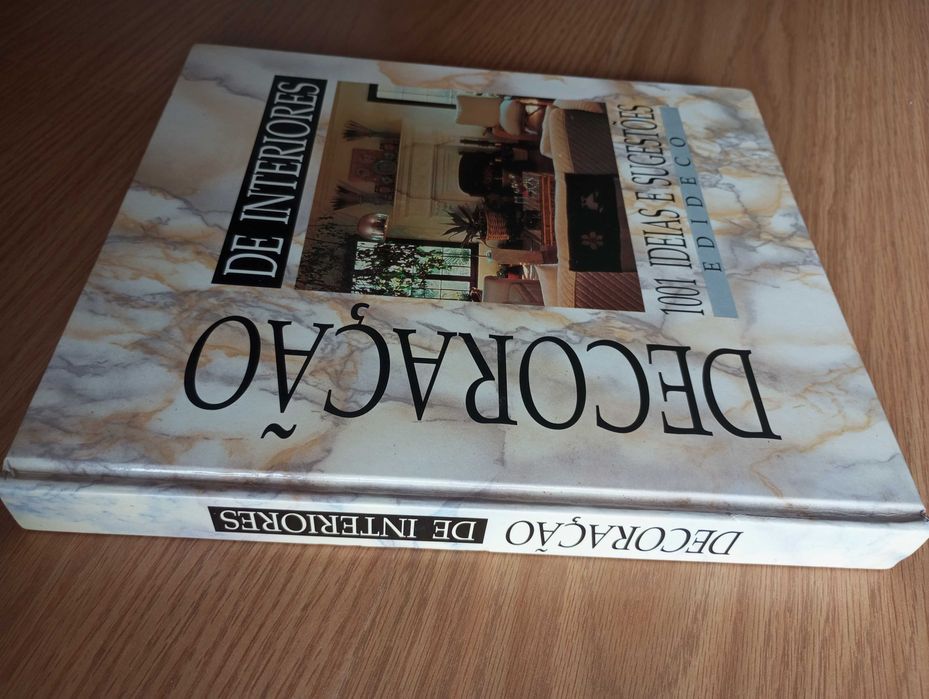 DECORAÇÃO
DE INTERIORES
1001 IDEIAS E SUGESTÕES
EDIDECO
DECORAÇÃO DE INTERIORES